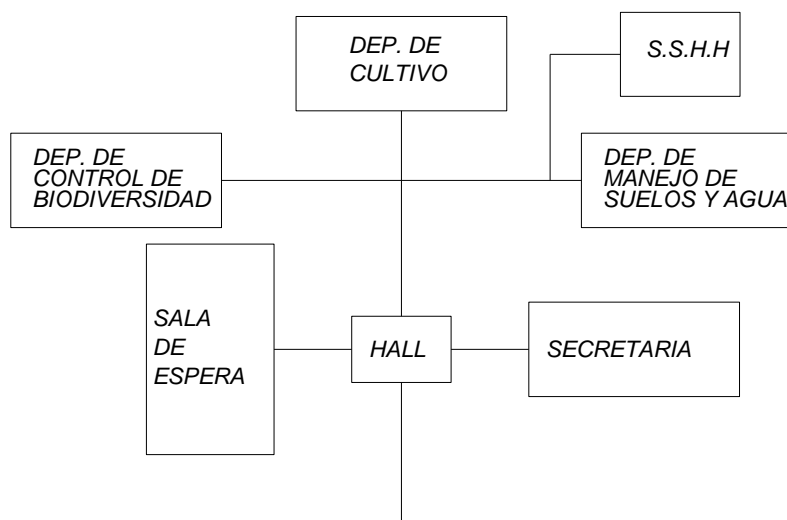 DEP. DE
CULTIVO
S.S.H.H
DEP. DE
CONTROL DE
BIODIVERSIDAD
DEP. DE
MANEJO DE
SUELOS Y AGUA
SALA
DE
ESPERA
HALL
SECRETARIA